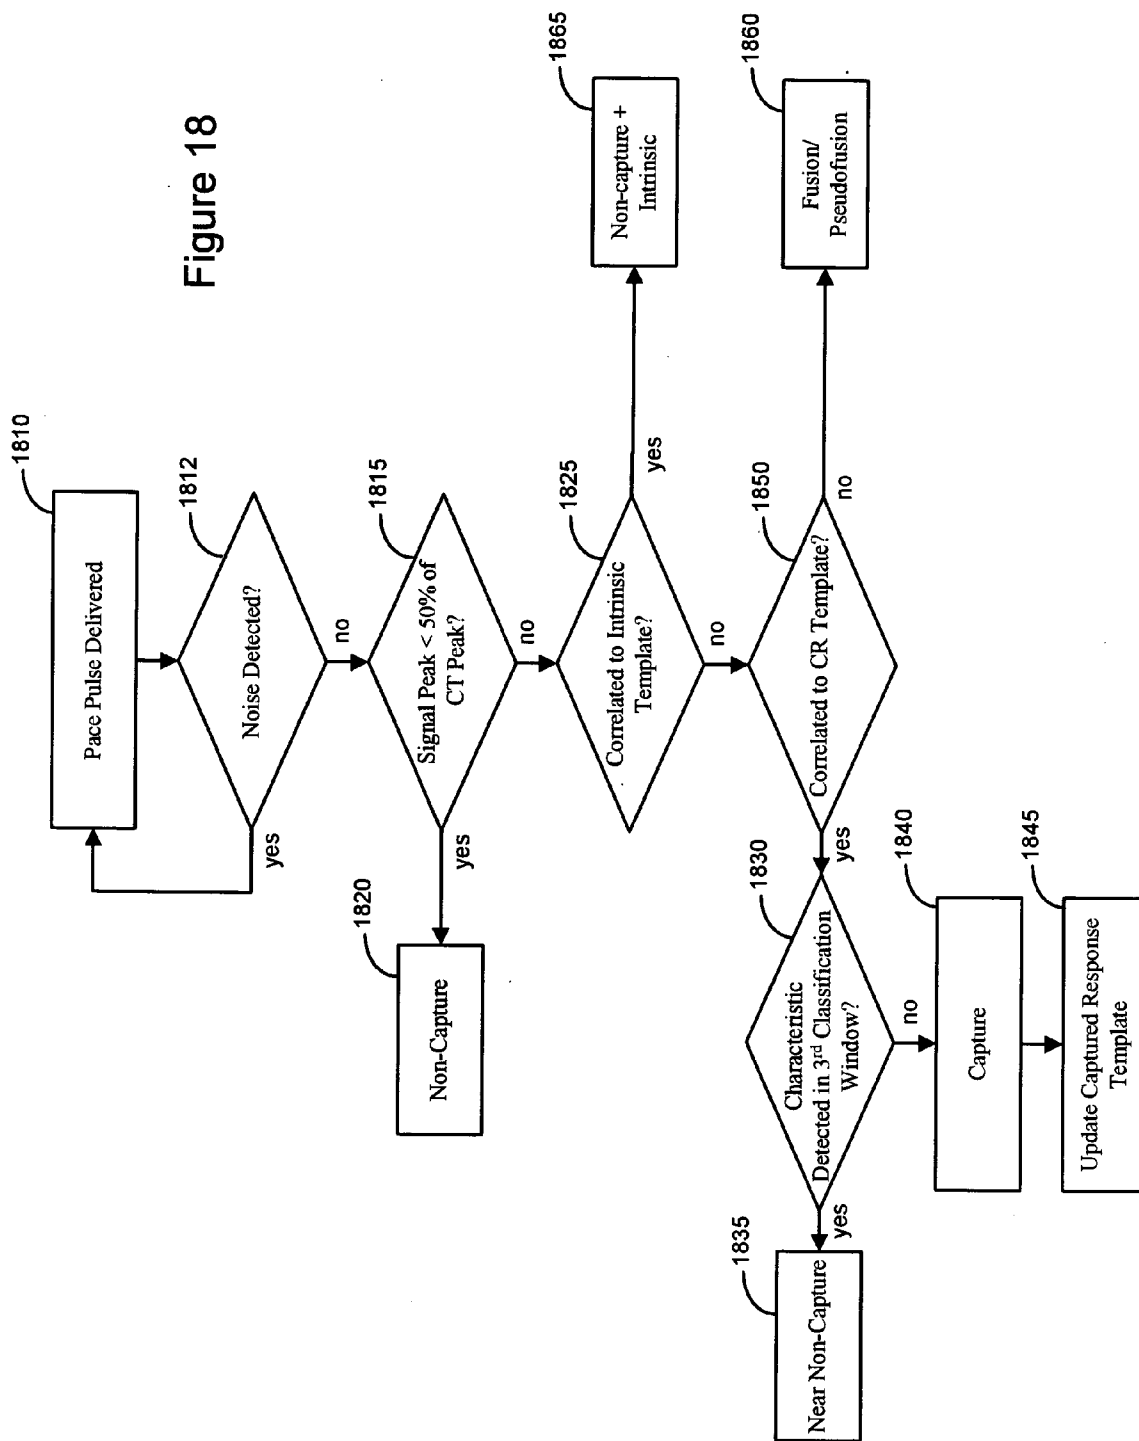 Figure 18
1810
Pace Pulse Delivered
1812
Noise Detected?
yes
no
1815
Signal Peak < 50% of
CT Peak?
yes
no
1820
Non-Capture
1825
Correlated to Intrinsic
Template?
yes
no
1865
Non-capture +
Intrinsic
1850
Correlated to CR Template?
yes
no
1860
Fusion/
Pseudofusion
1830
Characteristic
Detected in 3rd Classification
Window?
yes
no
1835
Near Non-Capture
1840
Capture
1845
Update Captured Response
Template